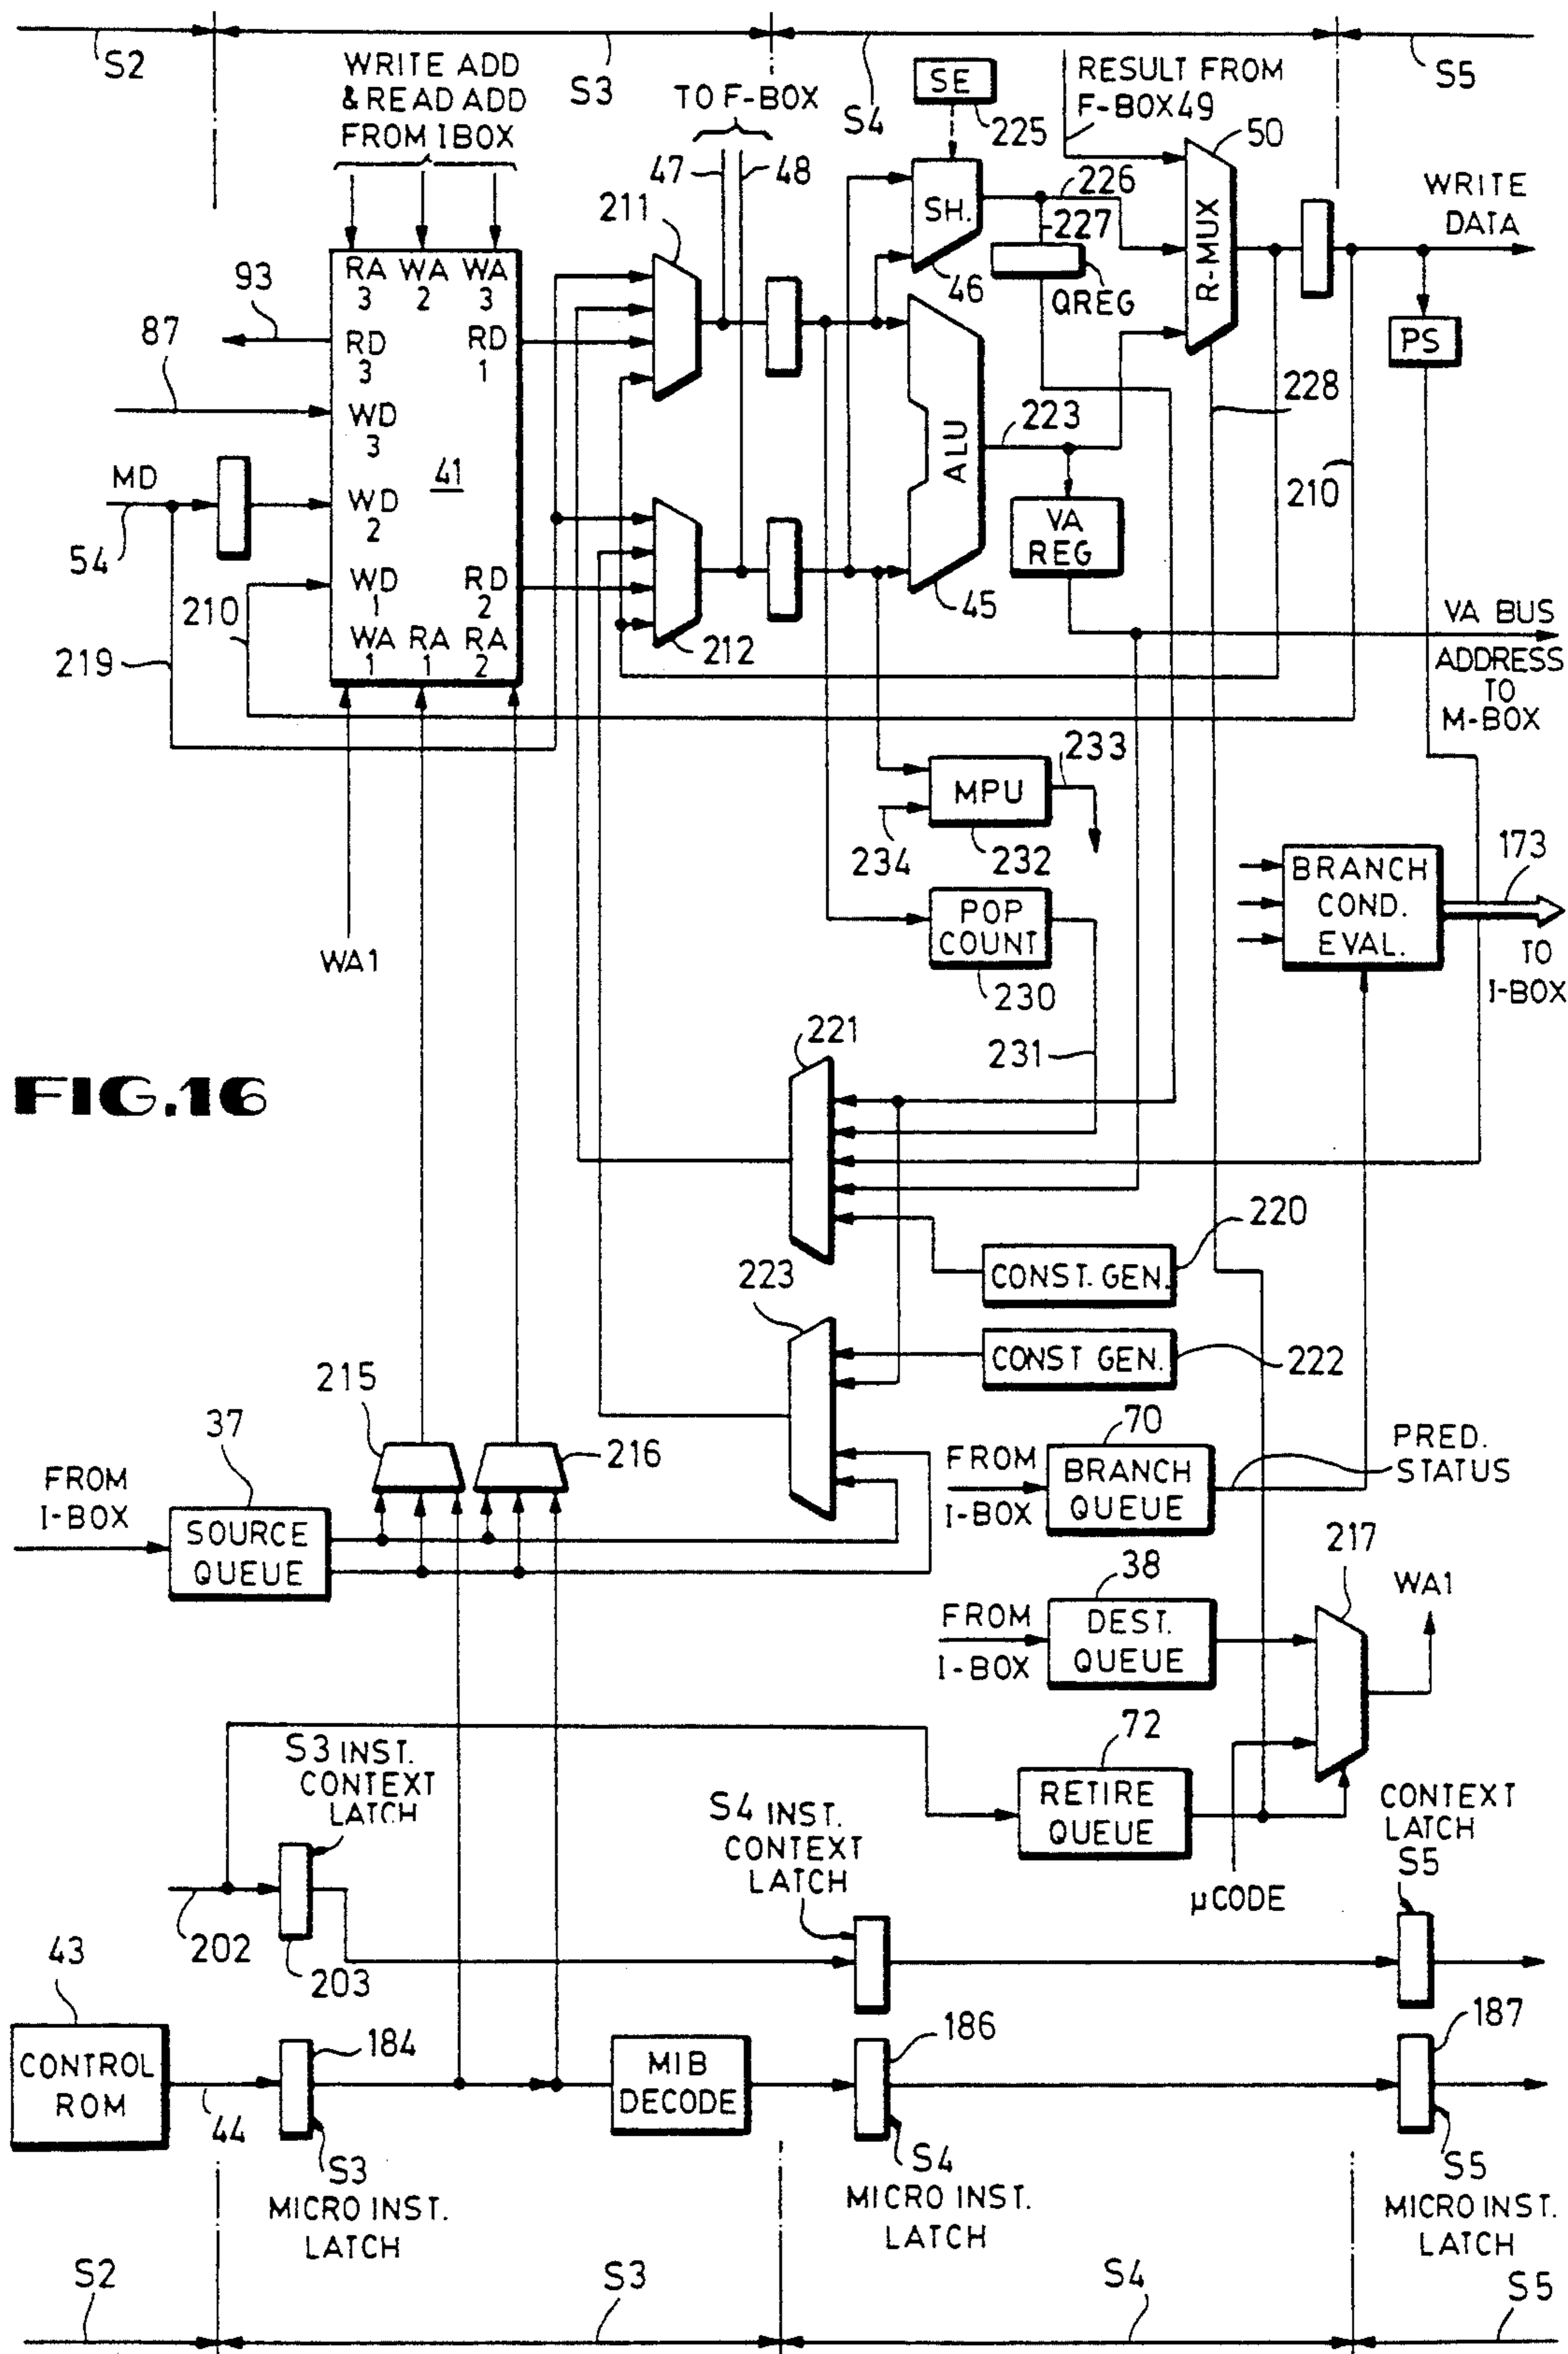 S2
S3
S4
S5
WRITE ADD
& READ ADD
FROM IBOX
TO F-BOX
SE
225
RESULT FROM
F-BOX 49
50
47
48
211
SH.
226
227
46
QREG
R-MUX
WRITE
DATA
93
87
RA
3
WA
2
WA
3
RD
3
RD
1
WD
3
41
MD
54
WD
2
WD
1
RD
2
WA
1
RA
1
RA
2
210
219
212
ALU
45
223
VA
REG
228
210
PS
VA BUS
ADDRESS
TO
M-BOX
MPU
233
234
232
POP
COUNT
230
231
BRANCH
COND.
EVAL.
173
TO
I-BOX
WA1
FIG.16
221
220
CONST. GEN.
223
CONST GEN.
222
215
216
37
FROM
I-BOX
SOURCE
QUEUE
70
FROM
I-BOX
BRANCH
QUEUE
PRED.
STATUS
38
FROM
I-BOX
DEST.
QUEUE
217
WA1
72
RETIRE
QUEUE
µCODE
S3 INST.
CONTEXT
LATCH
S4 INST.
CONTEXT
LATCH
CONTEXT
LATCH
S5
202
203
43
CONTROL
ROM
44
184
MIB
DECODE
186
187
S3
MICRO INST.
LATCH
S4
MICRO INST.
LATCH
S5
MICRO INST.
LATCH
S2
S3
S4
S5